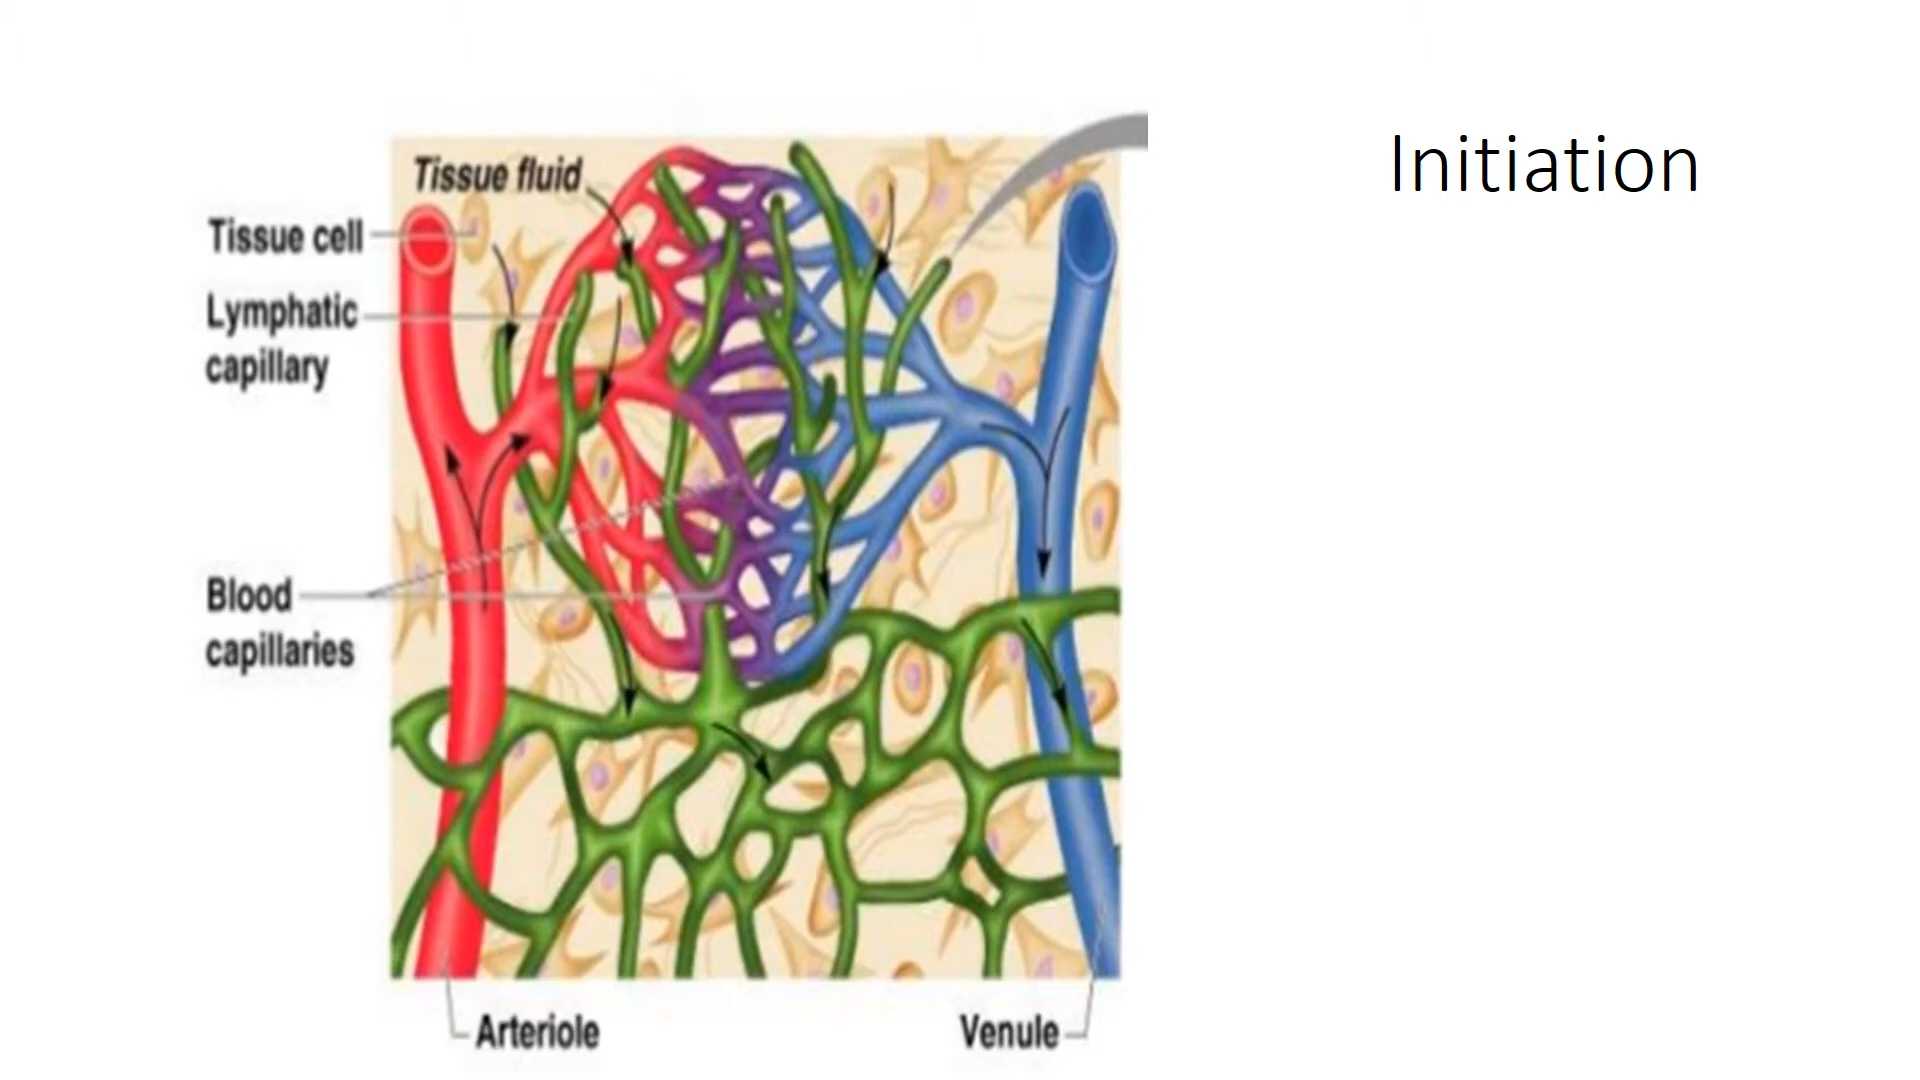 Initiation
Tissue fluid
Tissue cell
Lymphatic
capillary
Blood
capillaries
Arteriole
Venule